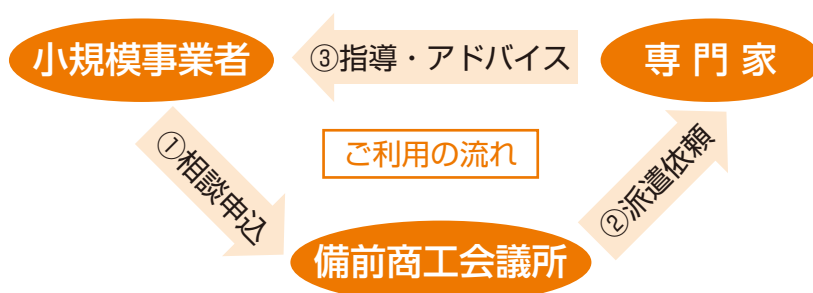 小規模事業者
③指導・アドバイス
専門家
①相談申込
ご利用の流れ
②派遣依頼
備前商工会議所